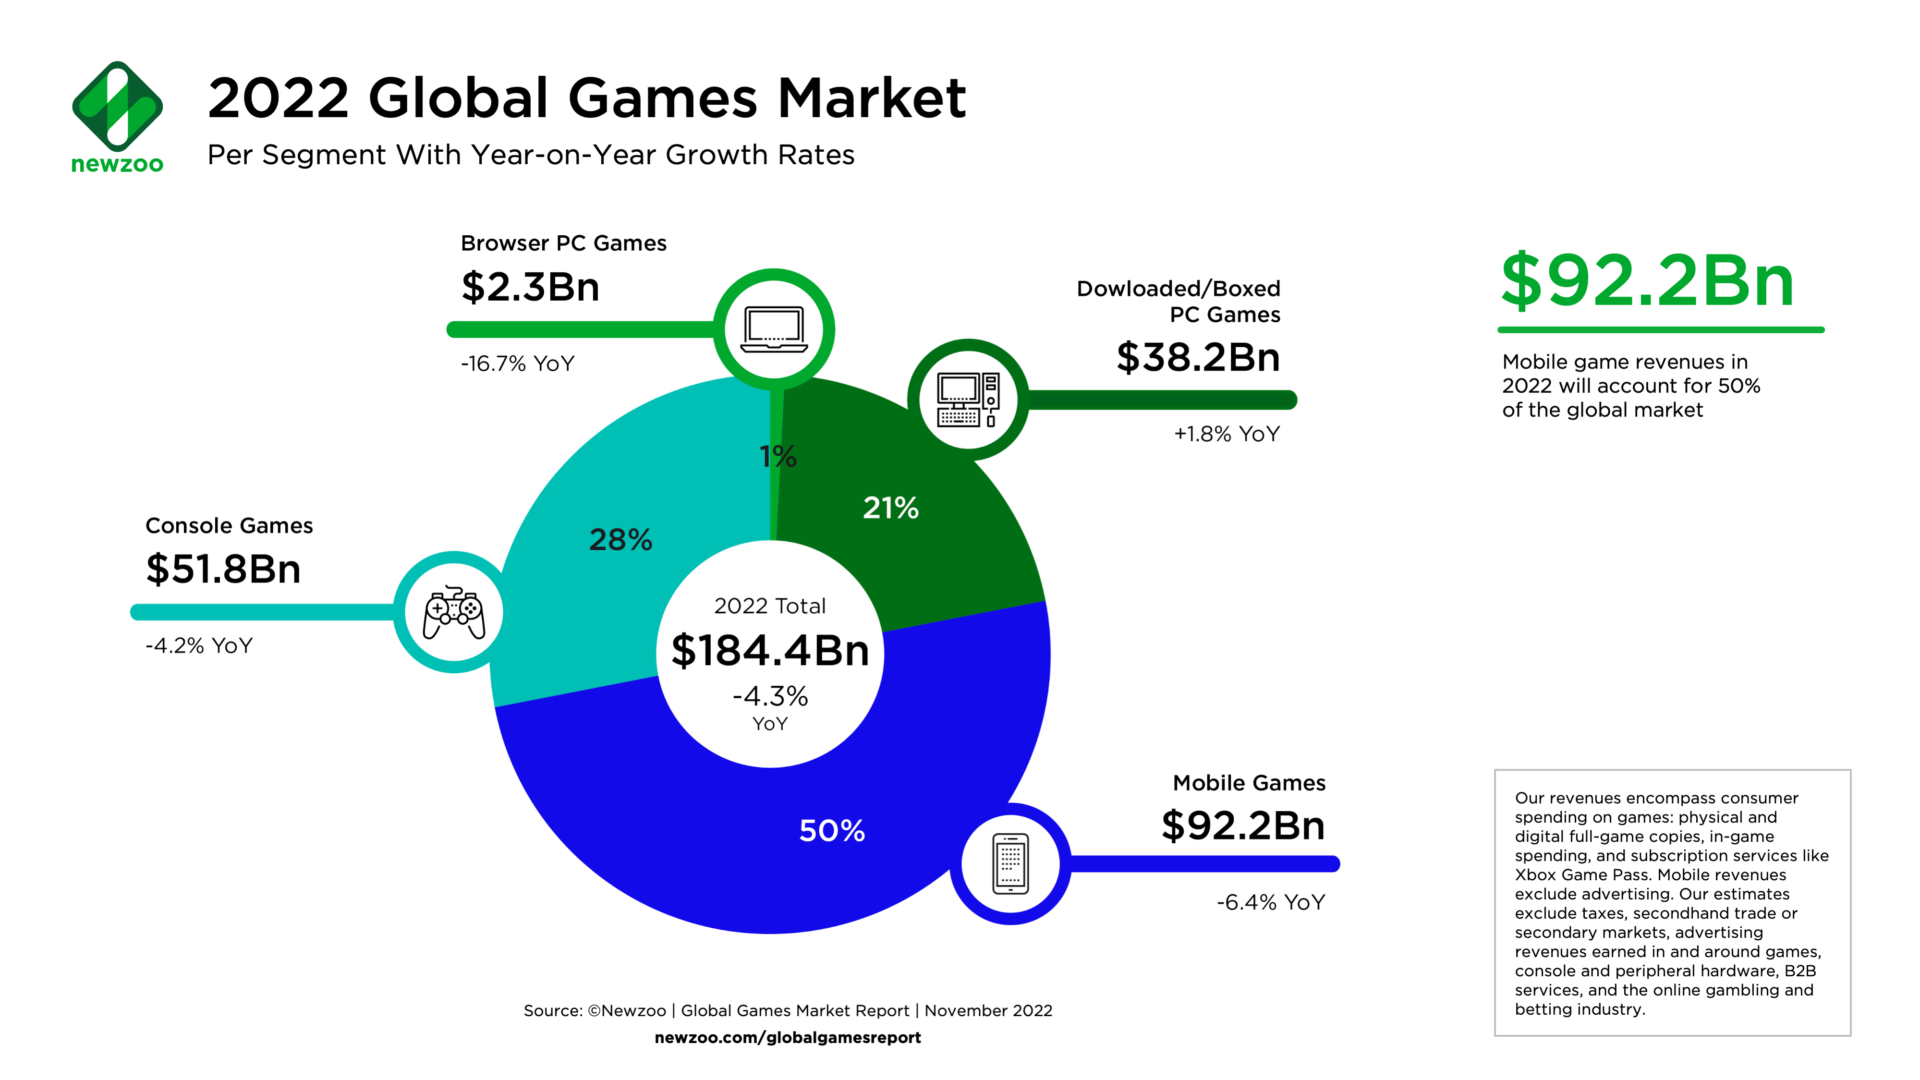 newzoo
2022 Global Games Market
Per Segment With Year-on-Year Growth Rates
Browser PC Games
$2.3Bn
-16.7% YoY
Dowloaded/Boxed
PC Games
$38.2Bn
+1.8% YoY
$92.2Bn
Mobile game revenues in
2022 will account for 50%
of the global market
1%
21%
28%
50%
Console Games
$51.8Bn
-4.2% YoY
2022 Total
$184.4Bn
-4.3%
YoY
Mobile Games
$92.2Bn
-6.4% YoY
Our revenues encompass consumer
spending on games: physical and
digital full-game copies, in-game
spending, and subscription services like
Xbox Game Pass. Mobile revenues
exclude advertising. Our estimates
exclude taxes, secondhand trade or
secondary markets, advertising
revenues earned in and around games,
console and peripheral hardware, B2B
services, and the online gambling and
betting industry.
Source: ©Newzoo | Global Games Market Report | November 2022
newzoo.com/globalgamesreport